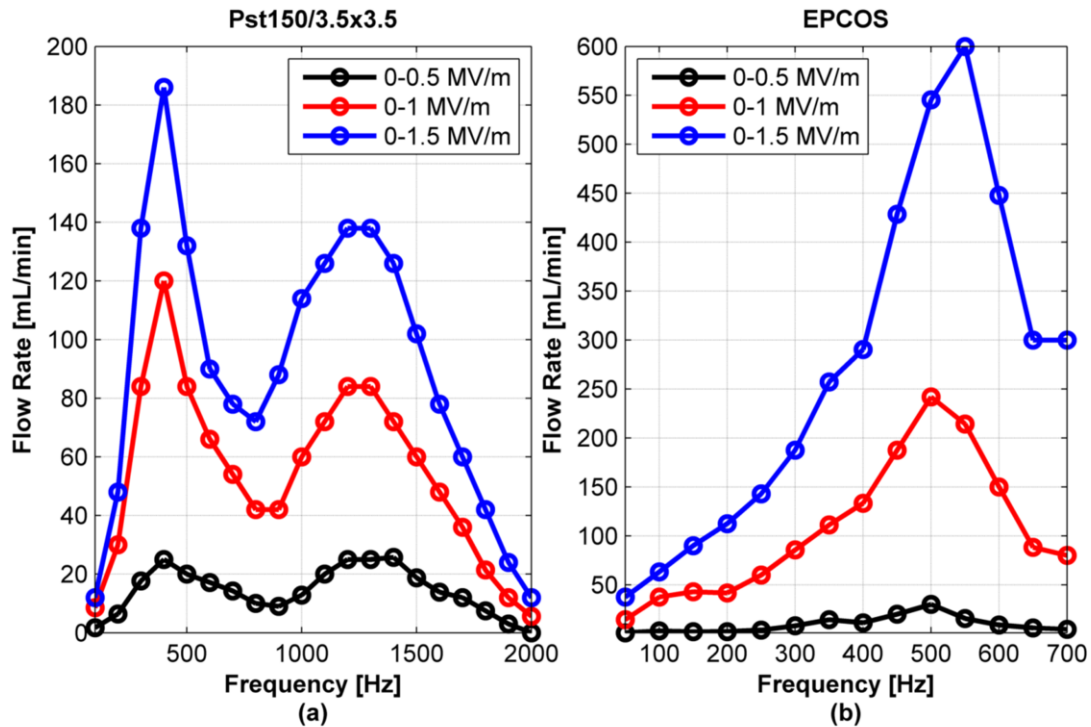 Pst150/3.5x3.5
200
180
160
140
120
100
80
60
40
20
0
Flow Rate [mL/min]
0-0.5 MV/m
0-1 MV/m
0-1.5 MV/m
500
1000
1500
2000
Frequency [Hz]
(a)
EPCOS
600
550
500
450
400
350
300
250
200
150
100
50
Flow Rate [mL/min]
0-0.5 MV/m
0-1 MV/m
0-1.5 MV/m
100
200
300
400
500
600
700
Frequency [Hz]
(b)